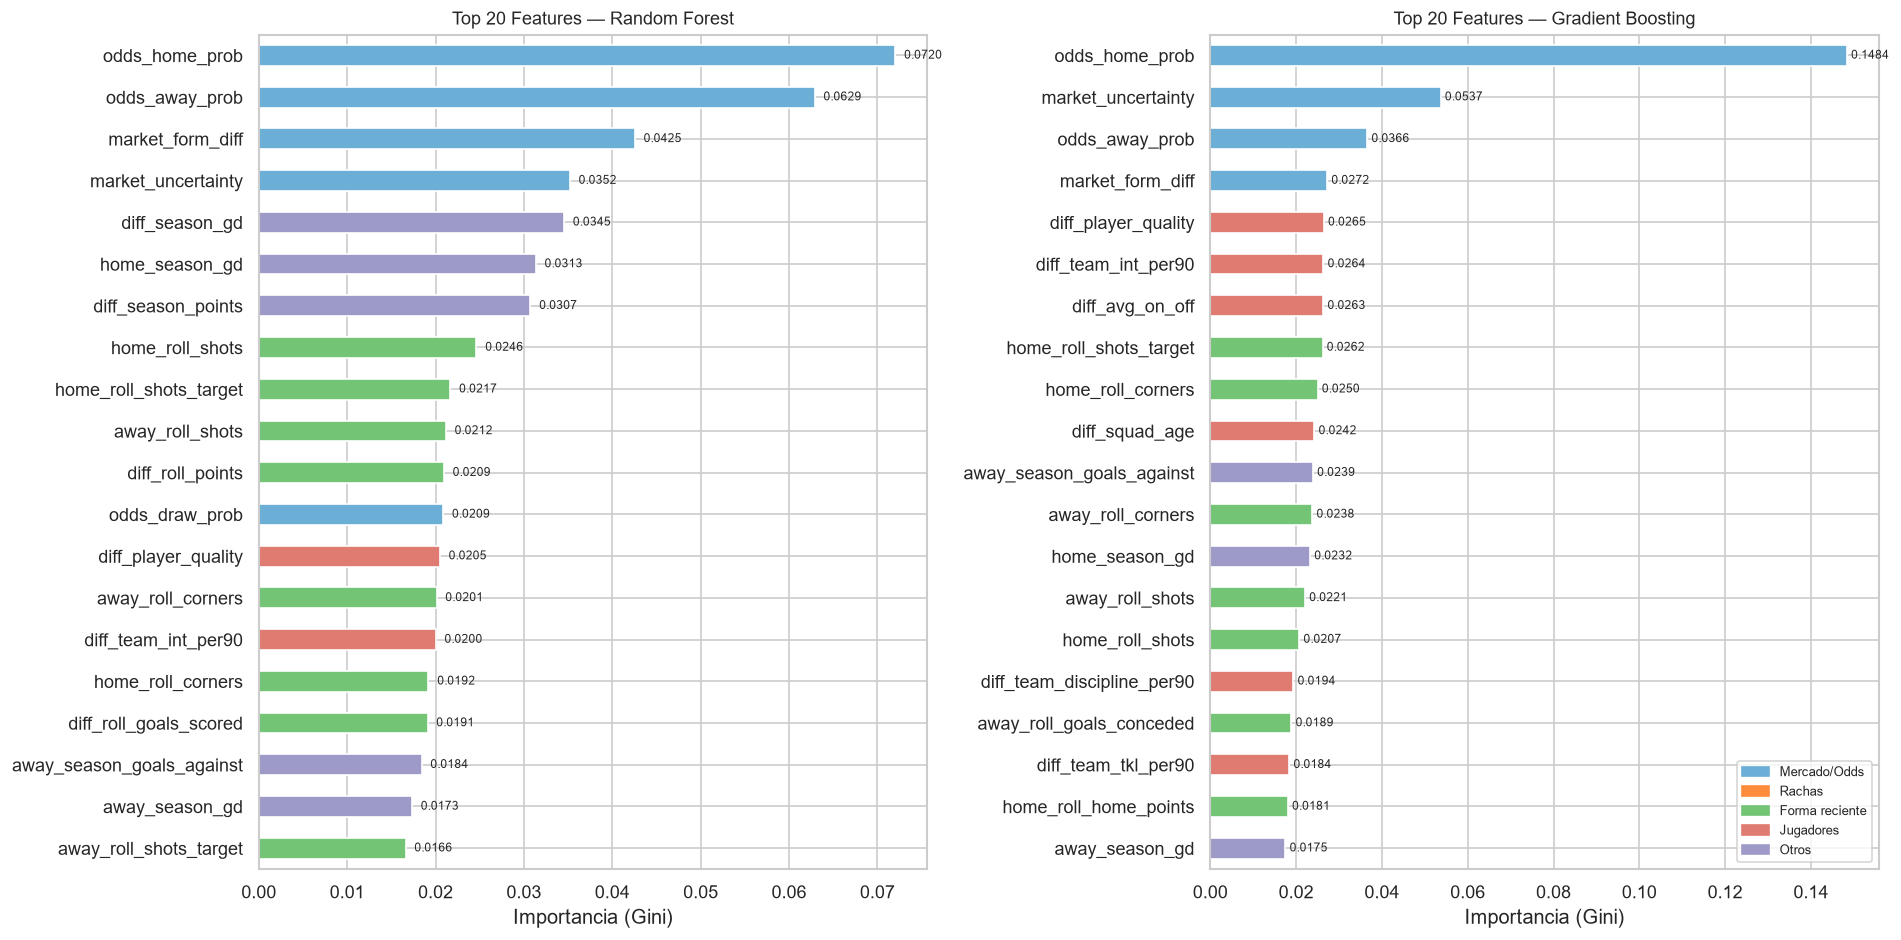 Top 20 Features — Random Forest
odds_home_prob 0.0720
odds_away_prob 0.0629
market_form_diff 0.0425
market_uncertainty 0.0352
diff_season_gd 0.0345
home_season_gd 0.0313
diff_season_points 0.0307
home_roll_shots 0.0246
home_roll_shots_target 0.0217
away_roll_shots 0.0212
diff_roll_points 0.0209
odds_draw_prob 0.0209
diff_player_quality 0.0205
away_roll_corners 0.0201
diff_team_int_per90 0.0200
home_roll_corners 0.0192
diff_roll_goals_scored 0.0191
away_season_goals_against 0.0184
away_season_gd 0.0173
away_roll_shots_target 0.0166
0.00 0.01 0.02 0.03 0.04 0.05 0.06 0.07
Importancia (Gini)
Top 20 Features — Gradient Boosting
odds_home_prob 0.1484
market_uncertainty 0.0537
odds_away_prob 0.0366
market_form_diff 0.0272
diff_player_quality 0.0265
diff_team_int_per90 0.0264
diff_avg_on_off 0.0263
home_roll_shots_target 0.0262
home_roll_corners 0.0250
diff_squad_age 0.0242
away_season_goals_against 0.0239
away_roll_corners 0.0238
home_season_gd 0.0232
away_roll_shots 0.0221
home_roll_shots 0.0207
diff_team_discipline_per90 0.0194
away_roll_goals_conceded 0.0189
diff_team_tkl_per90 0.0184
home_roll_home_points 0.0181
away_season_gd 0.0175
Mercado/Odds
Rachas
Forma reciente
Jugadores
Otros
0.00 0.02 0.04 0.06 0.08 0.10 0.12 0.14
Importancia (Gini)